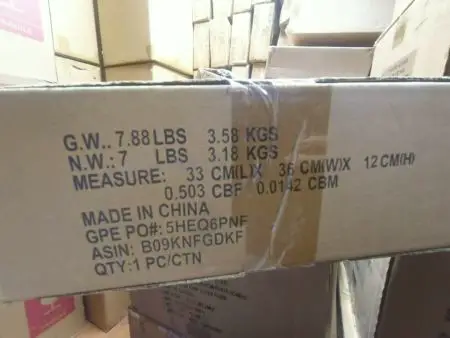 G.W.: 7.88 LBS 3.58 KGS
N.W.: 7 LBS 3.18 KGS
MEASURE: 33 CM(L)X 36 CM(W)X 12 CM(H)
0.503 CBF 0.0142 CBM
MADE IN CHINA
GPE PO#: 5HEQ6PNF
ASIN: B09KNFGDKF
QTY:1 PC/CTN